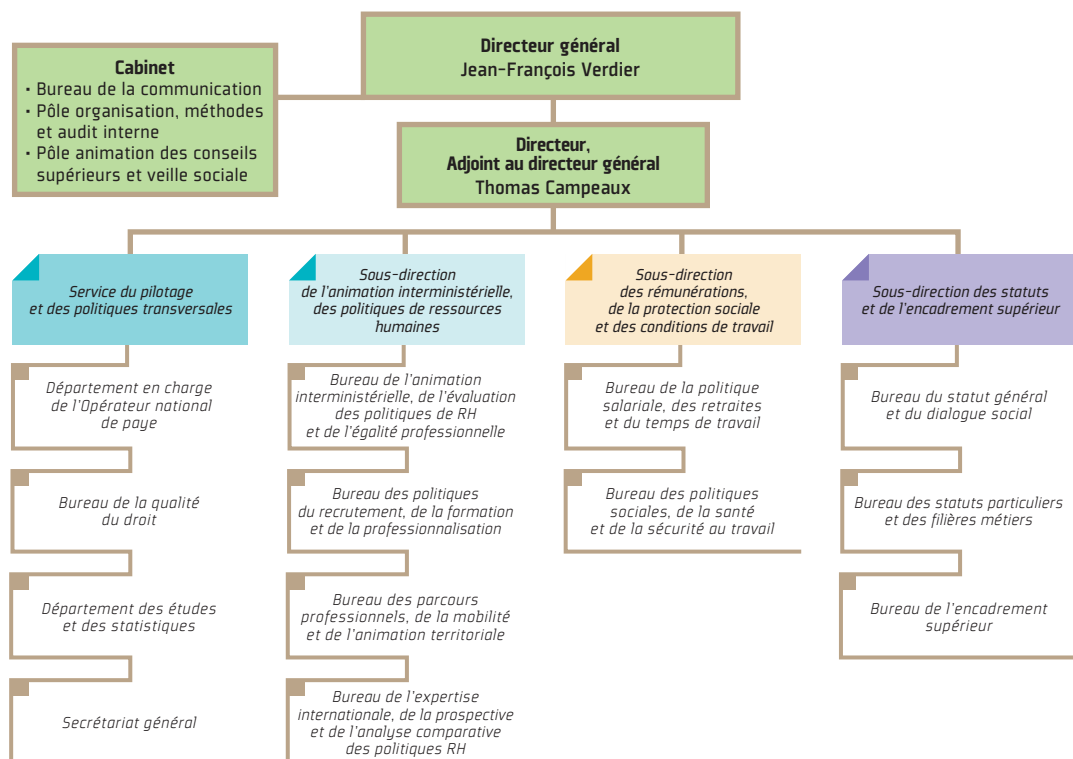 Directeur général
Jean-François Verdier
Cabinet
• Bureau de la communication
• Pôle organisation, méthodes
et audit interne
• Pôle animation des conseils
supérieurs et veille sociale
Directeur,
Adjoint au directeur général
Thomas Campeaux
Service du pilotage
et des politiques transversales
Département en charge
de l'Opérateur national
de paye
Bureau de la qualité
du droit
Département des études
et des statistiques
Secrétariat général
Sous-direction
de l'animation interministérielle,
des politiques de ressources
humaines
Bureau de l'animation
interministérielle, de l'évaluation
des politiques de RH
et de l'égalité professionnelle
Bureau des politiques
du recrutement, de la formation
et de la professionnalisation
Bureau des parcours
professionnels, de la mobilité
et de l'animation territoriale
Bureau de l'expertise
internationale, de la prospective
et de l'analyse comparative
des politiques RH
Sous-direction
des rémunérations,
de la protection sociale
et des conditions de travail
Bureau de la politique
salariale, des retraites
et du temps de travail
Bureau des politiques
sociales, de la santé
et de la sécurité au travail
Sous-direction des statuts
et de l'encadrement supérieur
Bureau du statut général
et du dialogue social
Bureau des statuts particuliers
et des filières métiers
Bureau de l'encadrement
supérieur